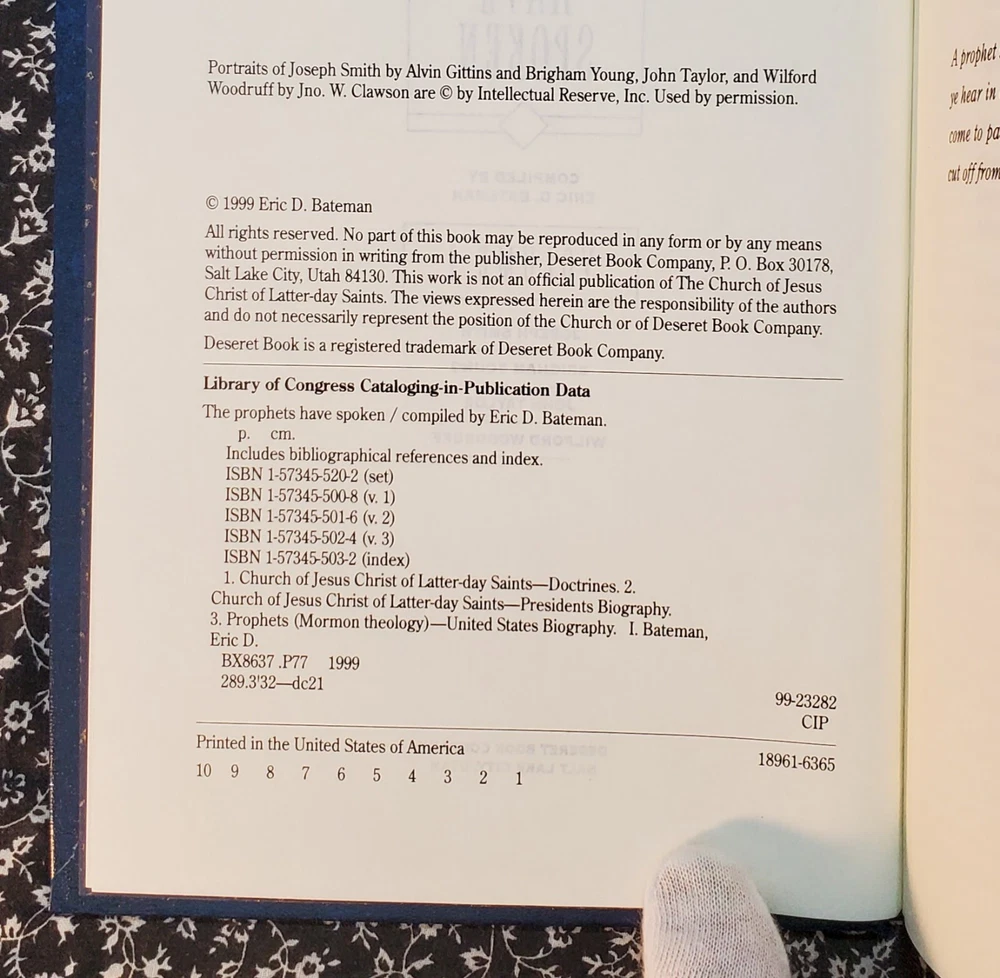 Portraits of Joseph Smith by Alvin Gittins and Brigham Young, John Taylor, and Wilford
Woodruff by Jno. W. Clawson are © by Intellectual Reserve, Inc. Used by permission.
© 1999 Eric D. Bateman
All rights reserved. No part of this book may be reproduced in any form or by any means
without permission in writing from the publisher, Deseret Book Company, P. O. Box 30178,
Salt Lake City, Utah 84130. This work is not an official publication of The Church of Jesus
Christ of Latter-day Saints. The views expressed herein are the responsibility of the authors
and do not necessarily represent the position of the Church or of Deseret Book Company.
Deseret Book is a registered trademark of Deseret Book Company.
Library of Congress Cataloging-in-Publication Data
The prophets have spoken / compiled by Eric D. Bateman.
p. cm.
Includes bibliographical references and index.
ISBN 1-57345-520-2 (set)
ISBN 1-57345-500-8 (v. 1)
ISBN 1-57345-501-6 (v. 2)
ISBN 1-57345-502-4 (v. 3)
ISBN 1-57345-503-2 (index)
1. Church of Jesus Christ of Latter-day Saints—Doctrines. 2.
Church of Jesus Christ of Latter-day Saints—Presidents Biography.
3. Prophets (Mormon theology)—United States Biography. I. Bateman,
Eric D.
BX8637 .P77 1999
289.3'32—dc21
99-23282
CIP
Printed in the United States of America
18961-6365
10 9 8 7 6 5 4 3 2 1
A prophet
ye hear in
come to pa
cut off from